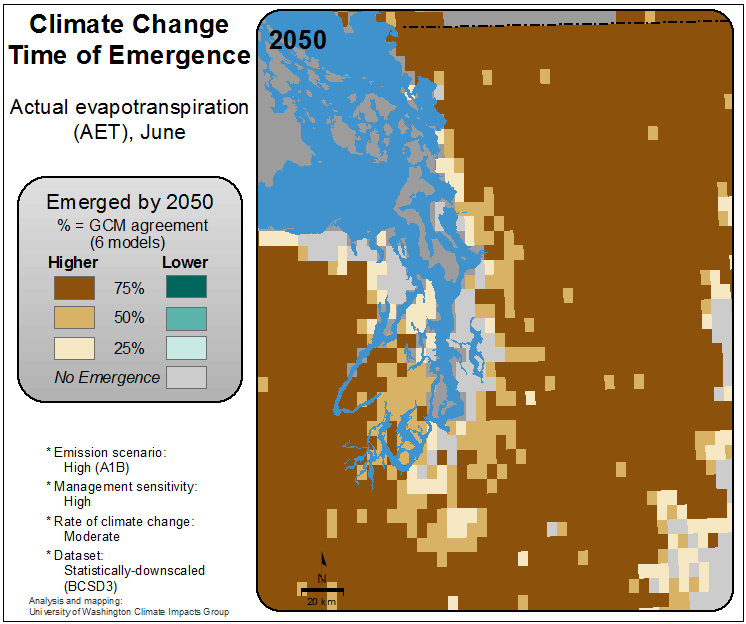 Climate Change
Time of Emergence
Actual evapotranspiration
(AET), June
Emerged by 2050
% = GCM agreement
(6 models)
Higher Lower
75%
50%
25%
No Emergence
* Emission scenario:
High (A1B)
* Management sensitivity:
High
* Rate of climate change:
Moderate
* Dataset:
Statistically-downscaled
(BCSD3)
Analysis and mapping:
University of Washington Climate Impacts Group
2050
N
20 km